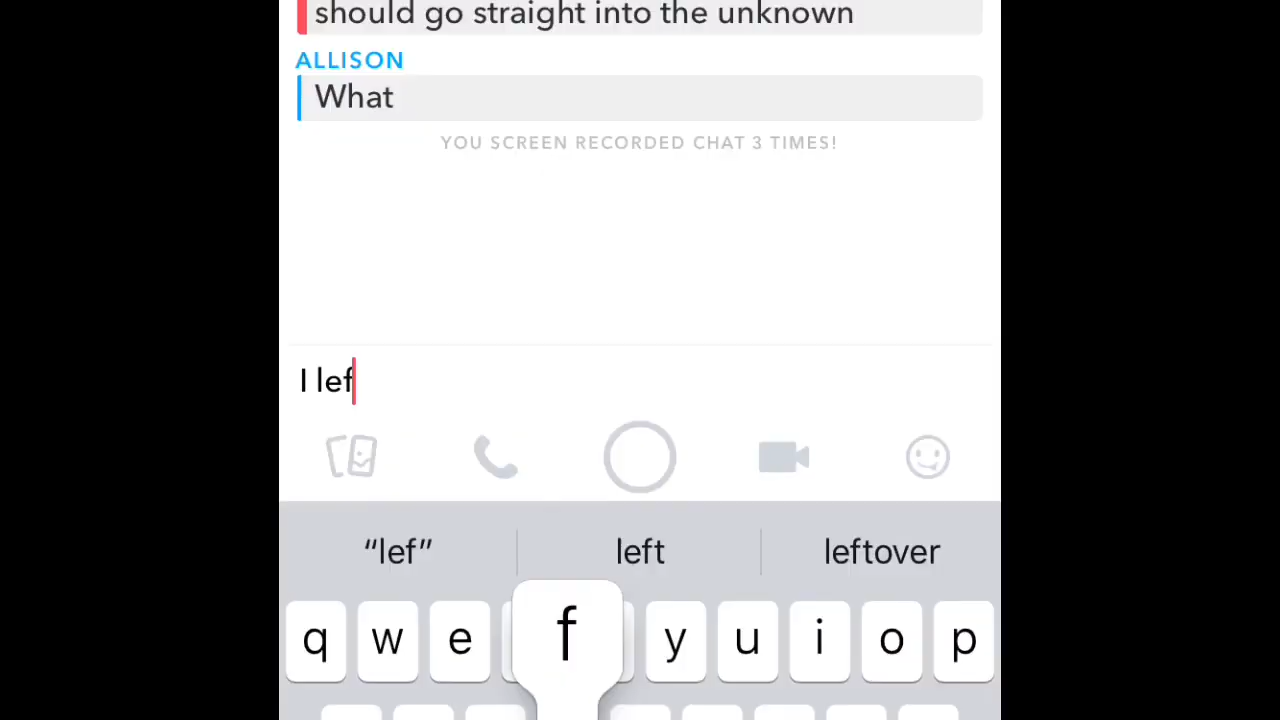 should go straight into the unknown
ALLISON
What
YOU SCREEN RECORDED CHAT 3 TIMES!
I lef
“lef” left leftover
q w e f y u i o p